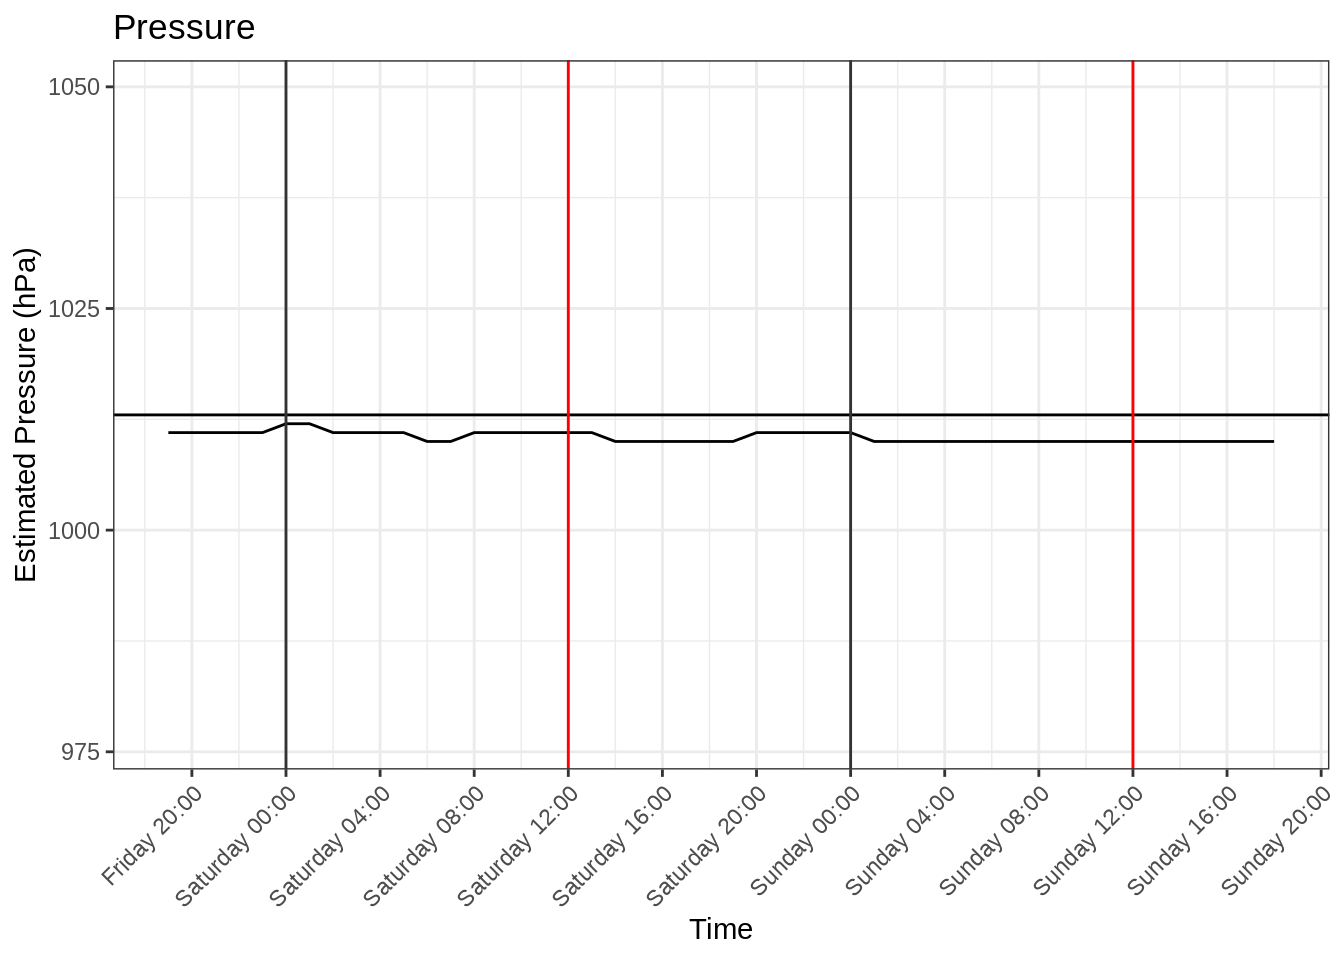 Pressure
Estimated Pressure (hPa)
1050
1025
1000
975
Friday 20:00
Saturday 00:00
Saturday 04:00
Saturday 08:00
Saturday 12:00
Saturday 16:00
Saturday 20:00
Sunday 00:00
Sunday 04:00
Sunday 08:00
Sunday 12:00
Sunday 16:00
Sunday 20:00
Time